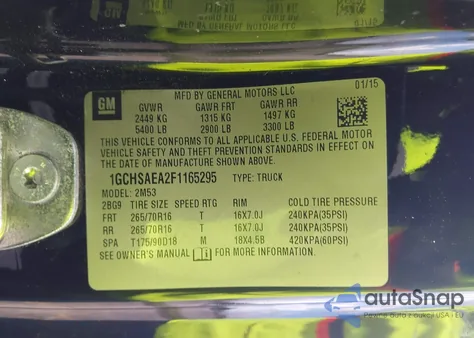 GM
MFD BY GENERAL MOTORS LLC
01/15
GVWR GAWR FRT GAWR RR
2449 KG 1315 KG 1497 KG
5400 LB 2900 LB 3300 LB
THIS VEHICLE CONFORMS TO ALL APPLICABLE U.S. FEDERAL MOTOR
VEHICLE SAFETY AND THEFT PREVENTION STANDARDS IN EFFECT ON
THE DATE OF MANUFACTURE SHOWN ABOVE.
1GCHSAEA2F1165295 TYPE: TRUCK
MODEL: 2M53
2BG9 TIRE SIZE SPEED RTG RIM COLD TIRE PRESSURE
FRT 265/70R16 T 16X7.0J 240KPA(35PSI)
RR 265/70R16 T 16X7.0J 240KPA(35PSI)
SPA T175/90D18 M 18X4.5B 420KPA(60PSI)
SEE OWNER'S MANUAL FOR MORE INFORMATION.
autoSnap